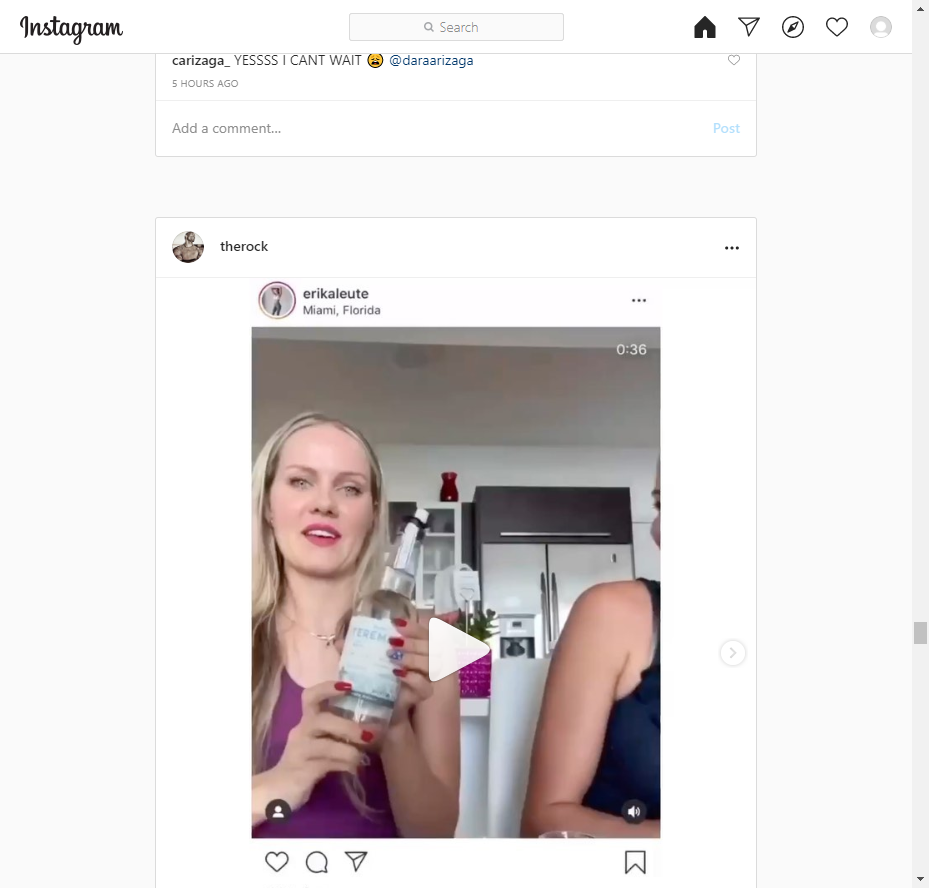 Instagram
Search
carizaga_ YESSSS I CANT WAIT 😩 @daraarizaga
5 HOURS AGO
Add a comment...
Post
therock
erikaleute
Miami, Florida
0:36
TEREM